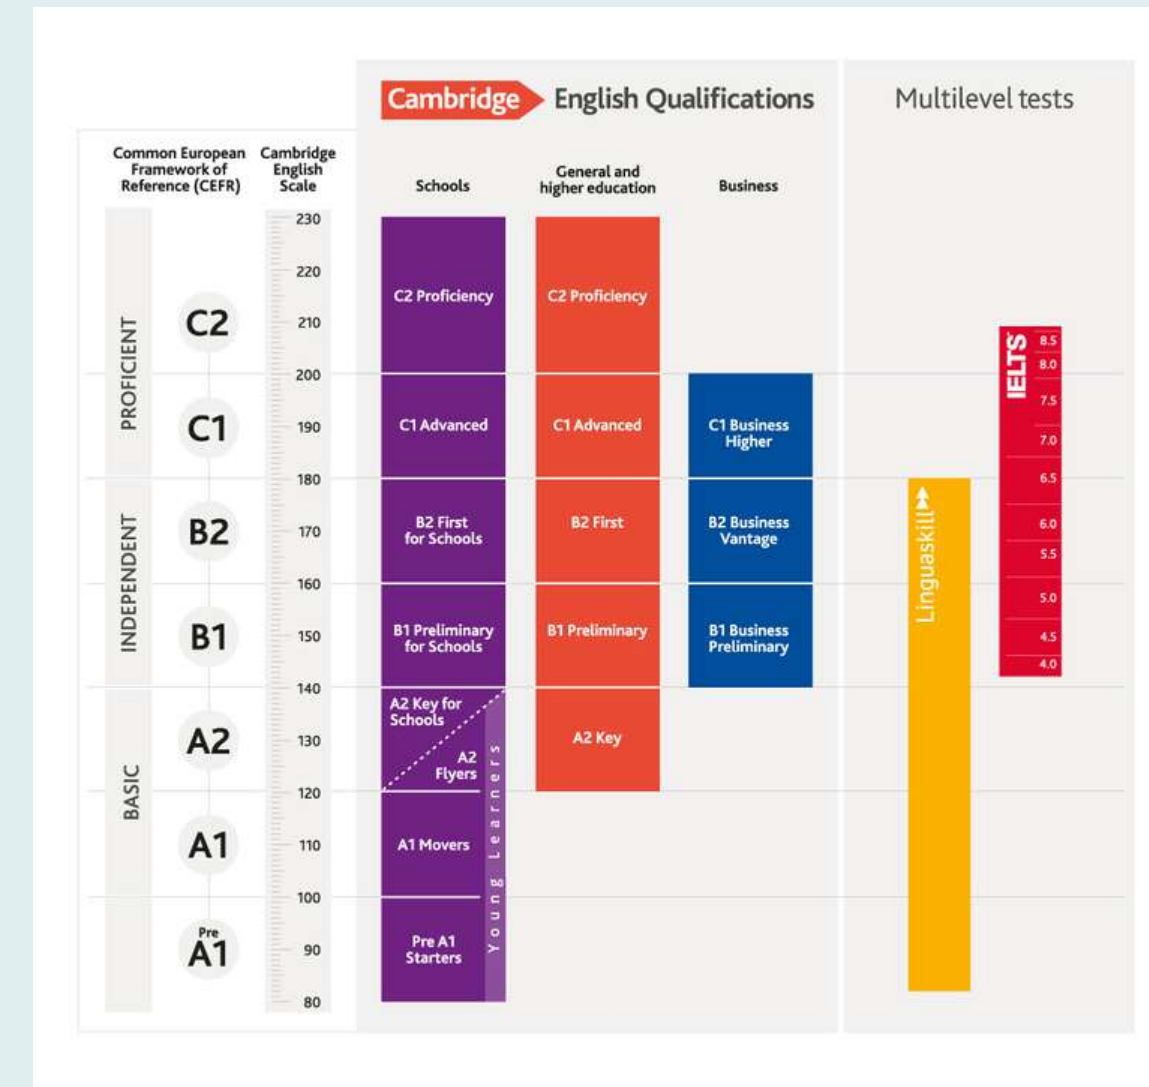 Cambridge English Qualifications
Multilevel tests
Common European
Framework of
Reference (CEFR)
Cambridge
English
Scale
Schools
General and
higher education
Business
PROFICIENT
INDEPENDENT
BASIC
C2
C1
B2
B1
A2
A1
Pre
A1
230
220
210
200
190
180
170
160
150
140
130
120
110
100
90
80
C2 Proficiency
C1 Advanced
B2 First
for Schools
B1 Preliminary
for Schools
A2 Key for
Schools
A2
Flyers
A1 Movers
Pre A1
Starters
Young Learners
C2 Proficiency
C1 Advanced
B2 First
B1 Preliminary
A2 Key
C1 Business
Higher
B2 Business
Vantage
B1 Business
Preliminary
Linguaskill
IELTS
8.5
8.0
7.5
7.0
6.5
6.0
5.5
5.0
4.5
4.0